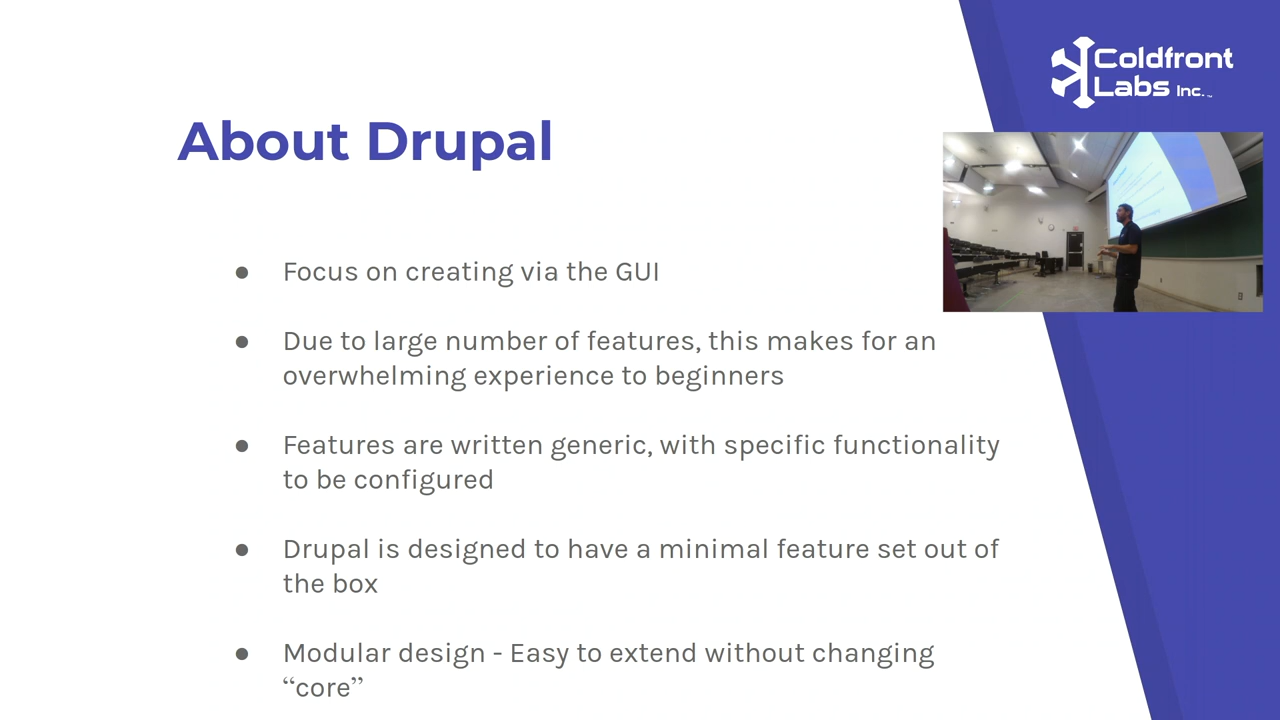 Coldfront
Labs Inc.
About Drupal
● Focus on creating via the GUI
● Due to large number of features, this makes for an
overwhelming experience to beginners
● Features are written generic, with specific functionality
to be configured
● Drupal is designed to have a minimal feature set out of
the box
● Modular design - Easy to extend without changing
“core”